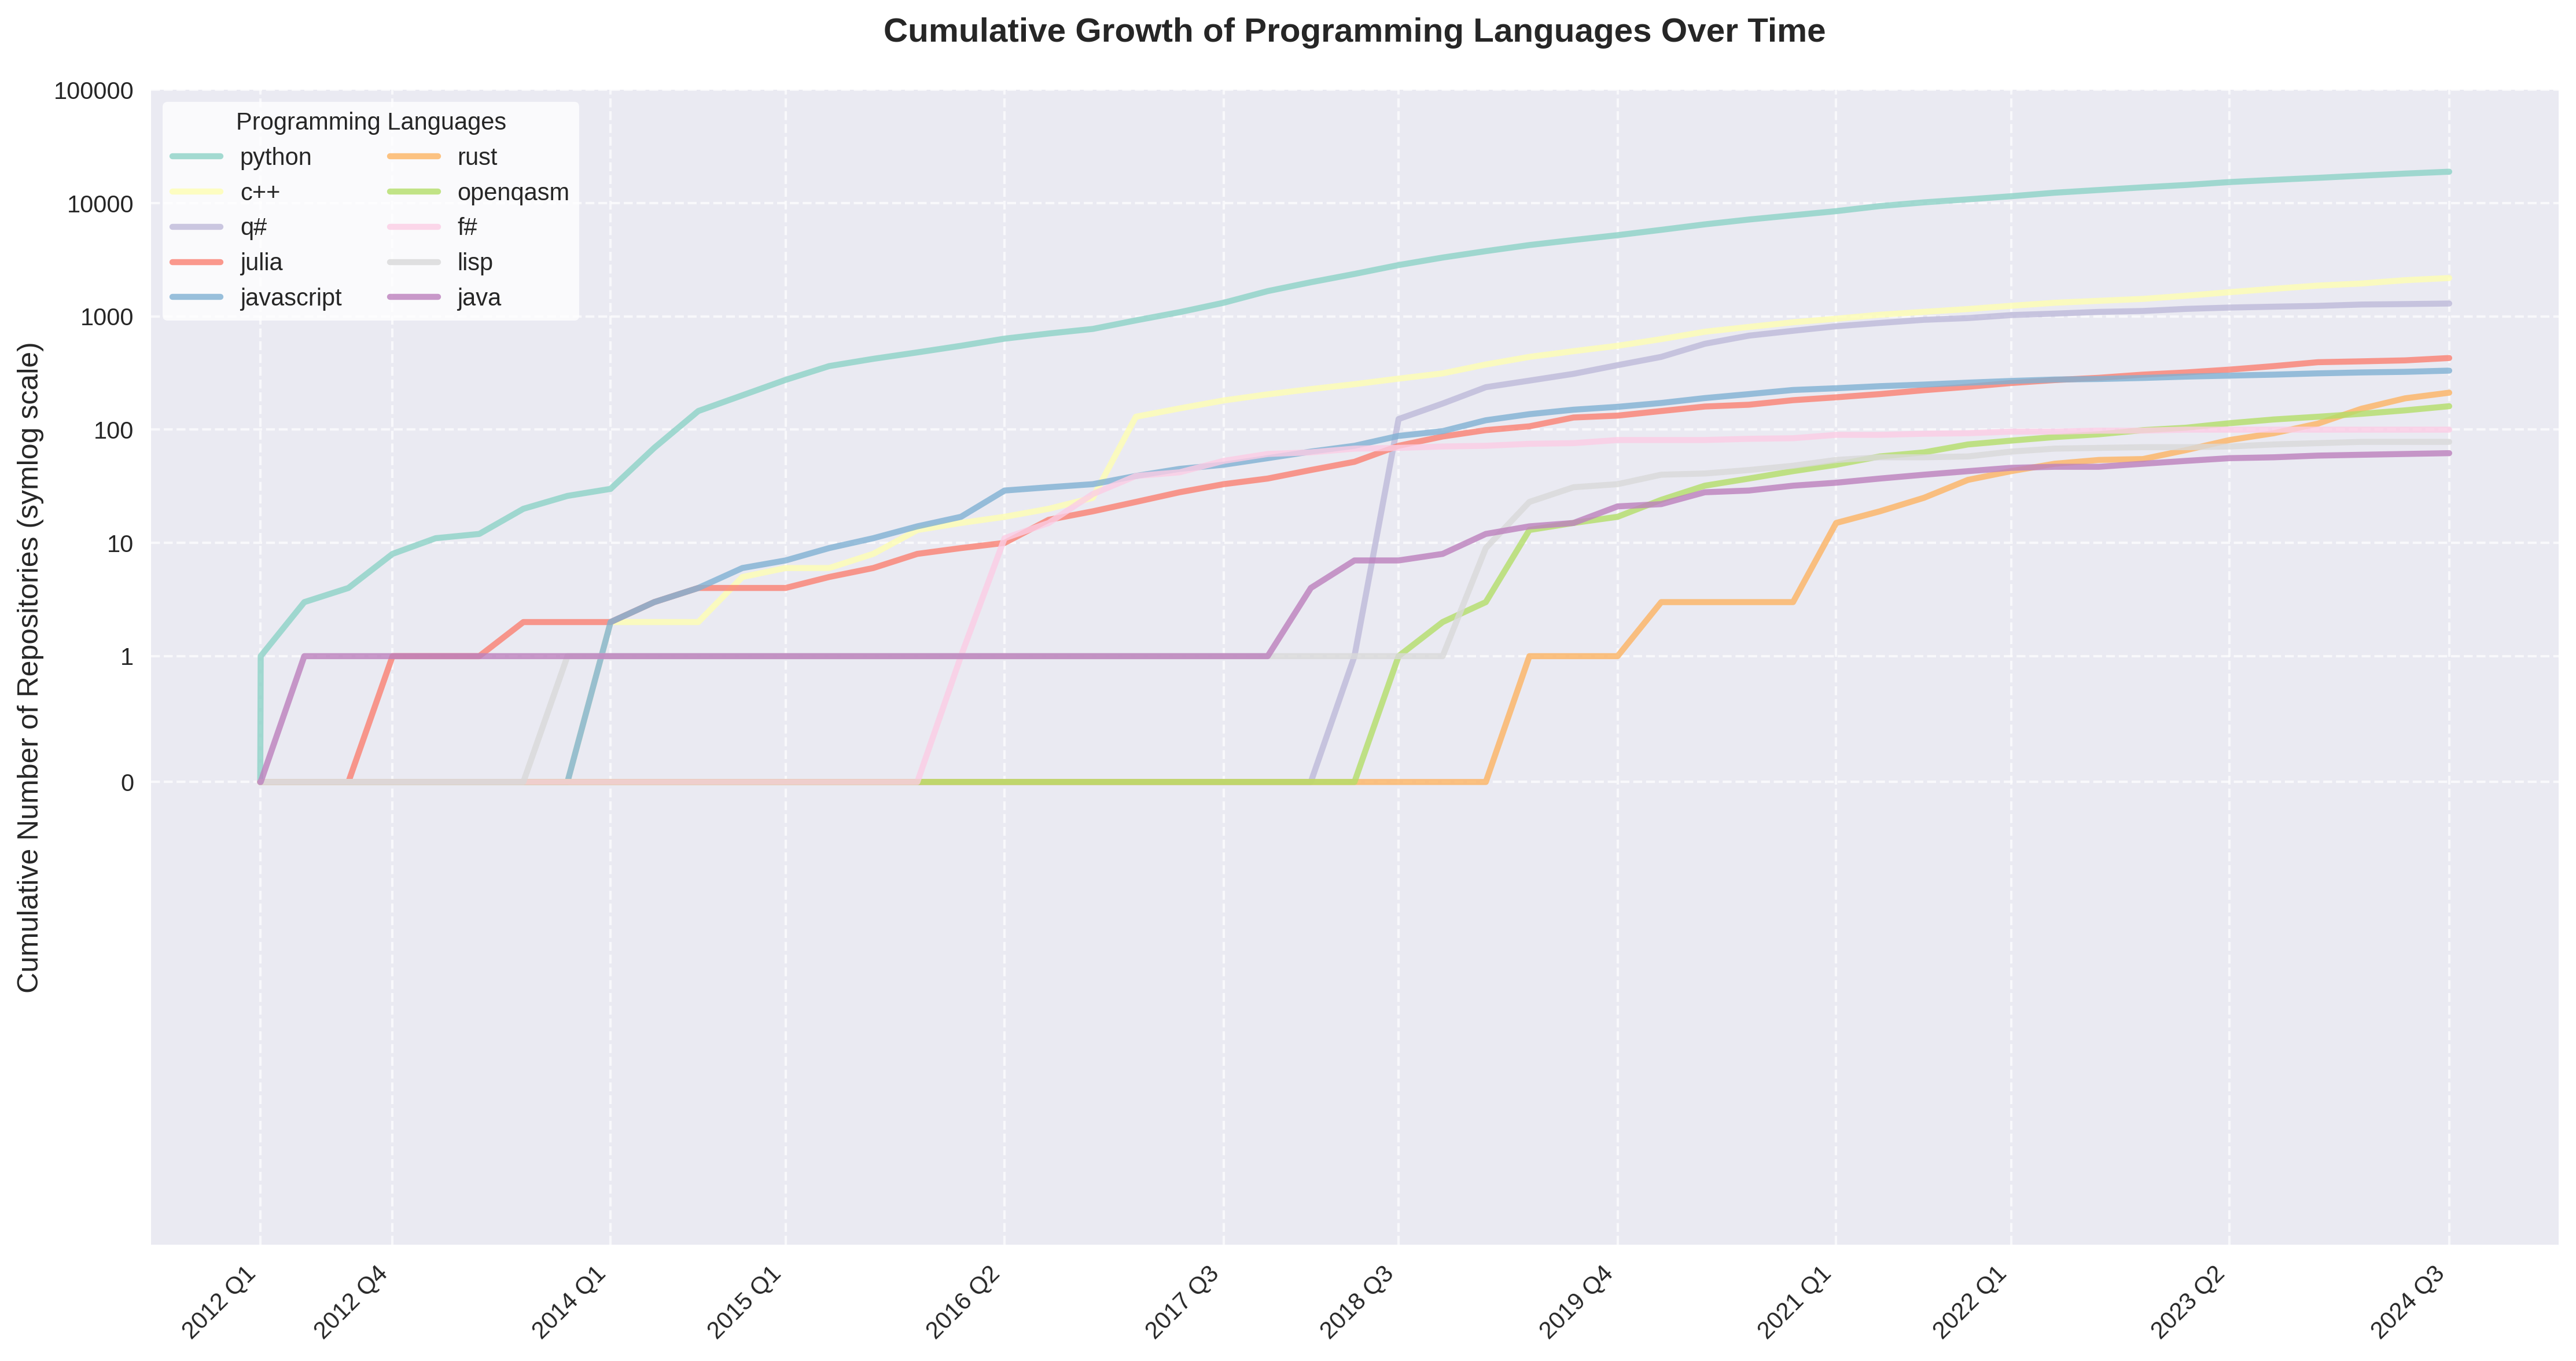 Cumulative Growth of Programming Languages Over Time
Cumulative Number of Repositories (symlog scale)
100000
10000
1000
100
10
1
0
Programming Languages
python
c++
q#
julia
javascript
rust
openqasm
f#
lisp
java
2012 Q1
2012 Q4
2014 Q1
2015 Q1
2016 Q2
2017 Q3
2018 Q3
2019 Q4
2021 Q1
2022 Q1
2023 Q2
2024 Q3